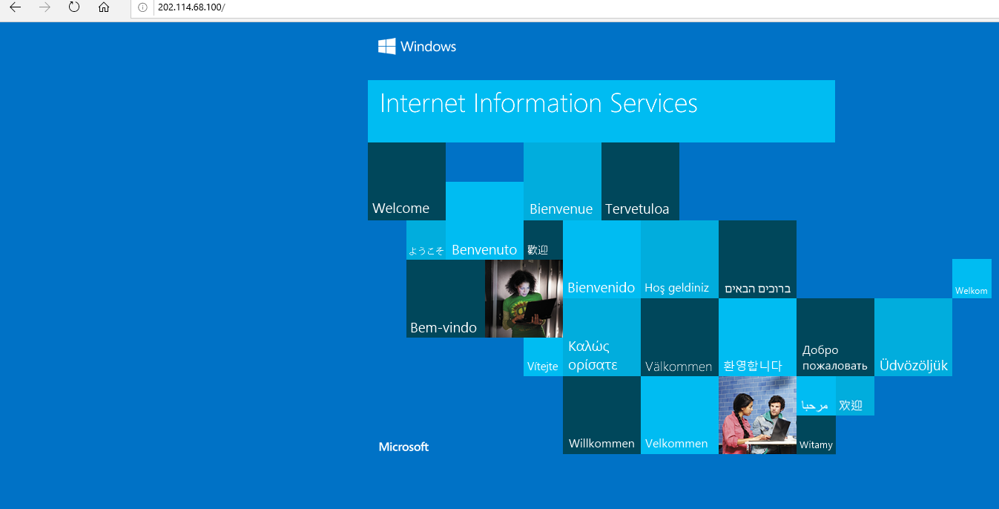 202.114.68.100/
Windows
Internet Information Services
Welcome
Bienvenue
Tervetuloa
ようこそ
Benvenuto
歡迎
Bienvenido
Hoş geldiniz
ברוכים הבאים
Welkom
Bem-vindo
Vítejte
Καλώς
ορίσατε
Välkommen
환영합니다
Добро
пожаловать
Üdvözöljük
مرحبا
欢迎
Willkommen
Velkommen
Witamy
Microsoft